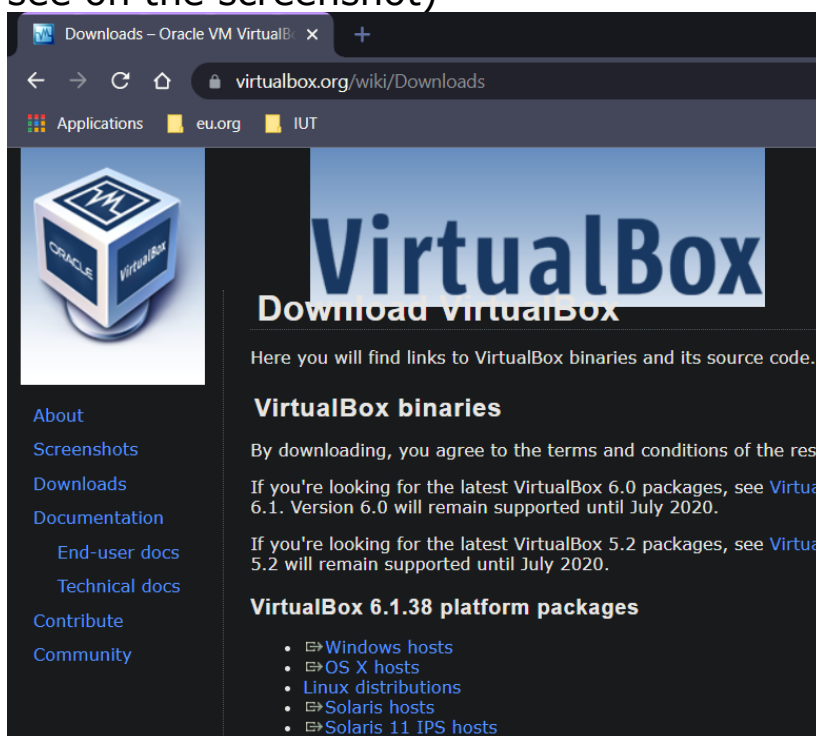 see on the screenshot)
Downloads – Oracle VM VirtualBo
virtualbox.org/wiki/Downloads
Applications eu.org IUT
ORACLE VirtualBox
VirtualBox
Download VirtualBox
Here you will find links to VirtualBox binaries and its source code.
VirtualBox binaries
By downloading, you agree to the terms and conditions of the res
If you're looking for the latest VirtualBox 6.0 packages, see Virtua
6.1. Version 6.0 will remain supported until July 2020.
If you're looking for the latest VirtualBox 5.2 packages, see Virtua
5.2 will remain supported until July 2020.
VirtualBox 6.1.38 platform packages
Windows hosts
OS X hosts
Linux distributions
Solaris hosts
Solaris 11 IPS hosts
About
Screenshots
Downloads
Documentation
End-user docs
Technical docs
Contribute
Community